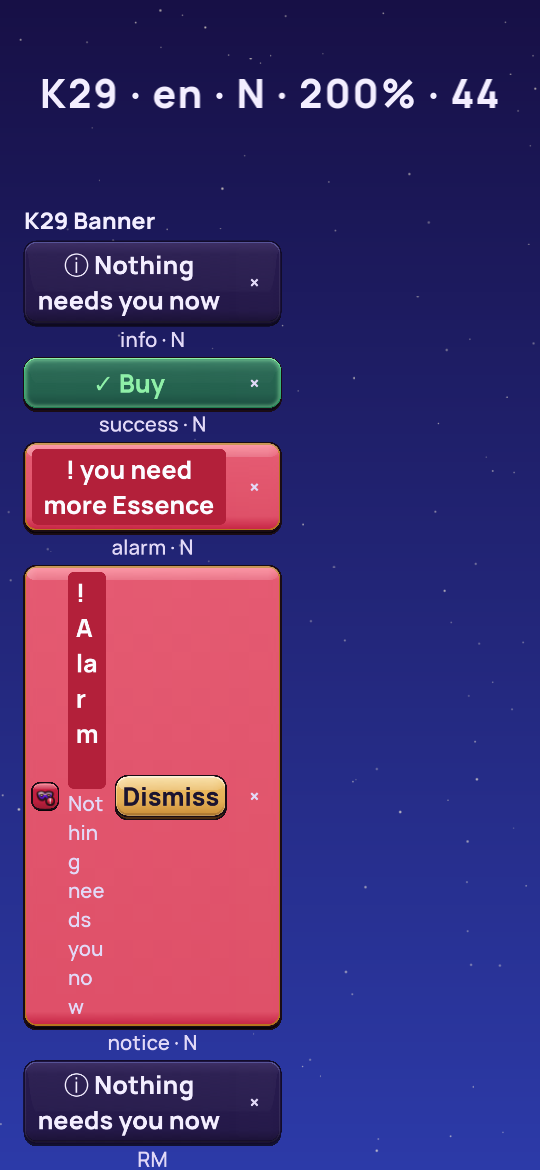 K29 · en · N · 200% · 44
K29 Banner
ⓘ Nothing
needs you now
×
info · N
✓ Buy
×
success · N
! you need
more Essence
×
alarm · N
!
A
la
r
m
Not
hin
g
nee
ds
you
no
w
Dismiss
×
notice · N
ⓘ Nothing
needs you now
×
RM